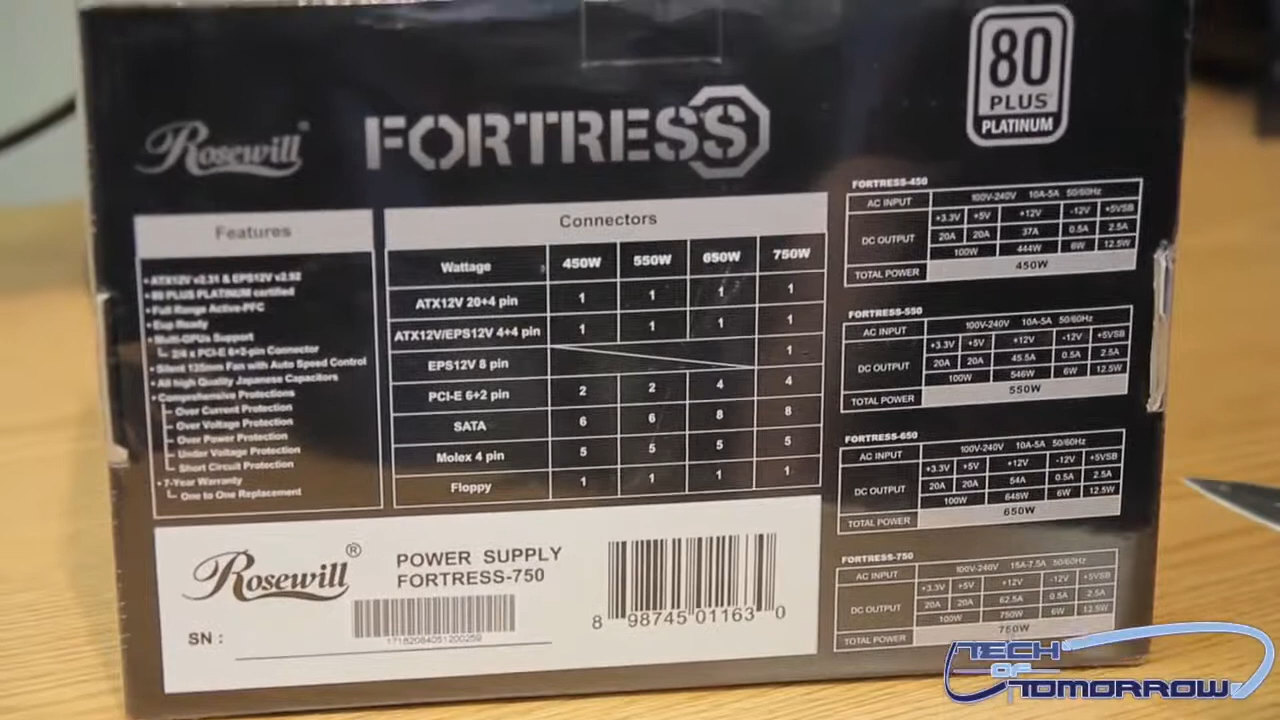 80
PLUS
PLATINUM
Rosewill
FORTRESS
Features
• ATX12V v2.31 & EPS12V v2.92
• 80 PLUS PLATINUM certified
• Full Range Active-PFC
• Eup Ready
• Multi-GPUs Support
2/4 x PCI-E 6+2-pin Connector
• Silent 135mm Fan with Auto Speed Control
• All high Quality Japanese Capacitors
• Comprehensive Protections
Over Current Protection
Over Voltage Protection
Over Power Protection
Under Voltage Protection
Short Circuit Protection
• 7-Year Warranty
One to One Replacement
Connectors
Wattage 450W 550W 650W 750W
ATX12V 20+4 pin 1 1 1 1
ATX12V/EPS12V 4+4 pin 1 1 1 1
EPS12V 8 pin 1
PCI-E 6+2 pin 2 2 4 4
SATA 6 6 8 8
Molex 4 pin 5 5 5 5
Floppy 1 1 1 1
FORTRESS-450
AC INPUT 100V-240V 10A-5A 50/60Hz
DC OUTPUT +3.3V +5V +12V -12V +5VSB
20A 20A 37A 0.5A 2.5A
100W 444W 6W 12.5W
TOTAL POWER 450W
FORTRESS-550
AC INPUT 100V-240V 10A-5A 50/60Hz
DC OUTPUT +3.3V +5V +12V -12V +5VSB
20A 20A 45.5A 0.5A 2.5A
100W 546W 6W 12.5W
TOTAL POWER 550W
FORTRESS-650
AC INPUT 100V-240V 10A-5A 50/60Hz
DC OUTPUT +3.3V +5V +12V -12V +5VSB
20A 20A 54A 0.5A 2.5A
100W 648W 6W 12.5W
TOTAL POWER 650W
FORTRESS-750
AC INPUT 100V-240V 15A-7.5A 50/60Hz
DC OUTPUT +3.3V +5V +12V -12V +5VSB
20A 20A 62.5A 0.5A 2.5A
100W 750W 6W 12.5W
TOTAL POWER 750W
Rosewill®
POWER SUPPLY
FORTRESS-750
SN :
8 98745 01163 0
TECH
OF
TOMORROW